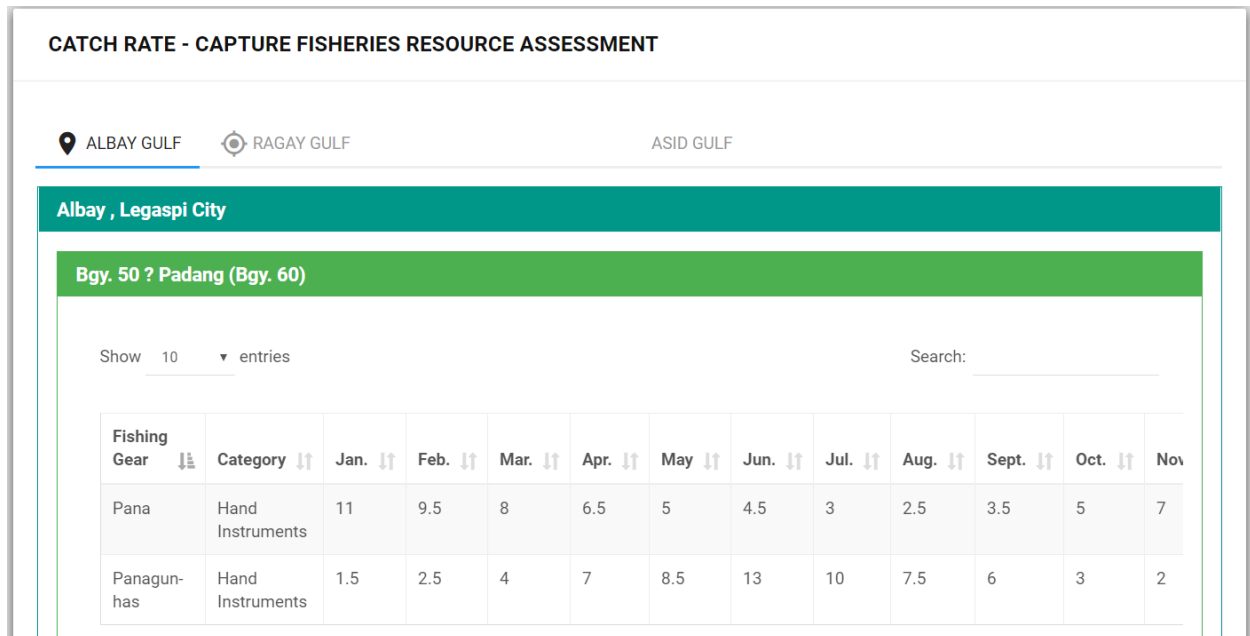 CATCH RATE - CAPTURE FISHERIES RESOURCE ASSESSMENT
ALBAY GULF RAGAY GULF ASID GULF
Albay , Legaspi City
Bgy. 50 ? Padang (Bgy. 60)
Show 10 entries Search:
Fishing
Gear Category Jan. Feb. Mar. Apr. May Jun. Jul. Aug. Sept. Oct. Nov
Pana Hand 11 9.5 8 6.5 5 4.5 3 2.5 3.5 5 7
Instruments
Panagun- Hand 1.5 2.5 4 7 8.5 13 10 7.5 6 3 2
has Instruments